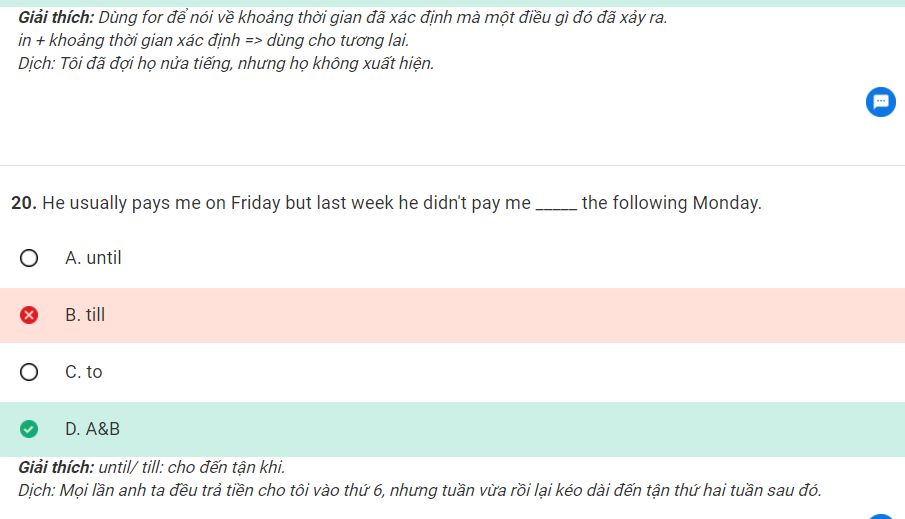 Giải thích: Dùng for để nói về khoảng thời gian đã xác định mà một điều gì đó đã xảy ra.
in + khoảng thời gian xác định => dùng cho tương lai.
Dịch: Tôi đã đợi họ nửa tiếng, nhưng họ không xuất hiện.
20. He usually pays me on Friday but last week he didn't pay me _____ the following Monday.
A. until
B. till
C. to
D. A&B
Giải thích: until/ till: cho đến tận khi.
Dịch: Mọi lần anh ta đều trả tiền cho tôi vào thứ 6, nhưng tuần vừa rồi lại kéo dài đến tận thứ hai tuần sau đó.